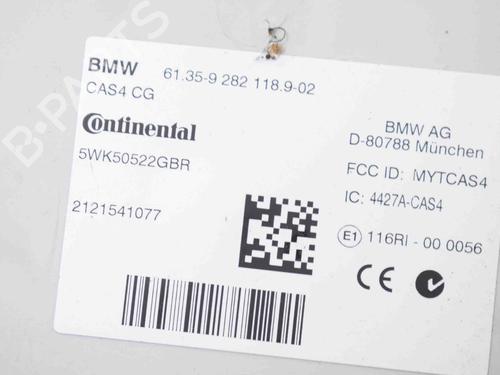 BMW 61.35-9 282 118.9-02
CAS4 CG
Continental
5WK50522GBR
2121541077
BMW AG
D-80788 München
FCC ID: MYTCAS4
IC: 4427A-CAS4
E1 116RI - 00 0056
CE
B-PARTS